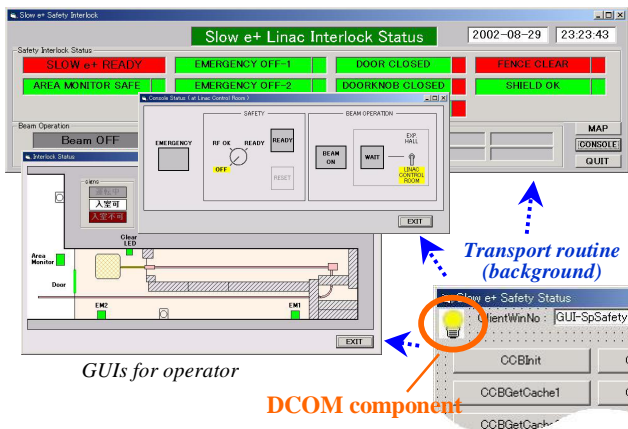 Slow e+ Safety Interlock
Slow e+ Linac Interlock Status
2002-08-29
23:23:43
Safety Interlock Status
SLOW e+ READY
EMERGENCY OFF-1
DOOR CLOSED
FENCE CLEAR
AREA MONITOR SAFE
EMERGENCY OFF-2
DOORKNOB CLOSED
SHIELD OK
Beam Operation
Beam OFF
MAP
CONSOLE
QUIT
Console Status ( at Linac Control Room )
SAFETY
BEAM OPERATION
EMERGENCY
RF OK
READY
READY
OFF
RESET
BEAM
ON
WAIT
EXP.
HALL
LINAC
CONTROL
ROOM
EXIT
Interlock Status
運転中
入室可
入室不可
Clear
LED
Area
Monitor
Door
EM2
EM1
EXIT
GUIs for operator
Transport routine
(background)
Slow e+ Safety Status
ClientWinNo :
GUI-SpSafety
CCBInit
CCBGetCache1
DCOM component